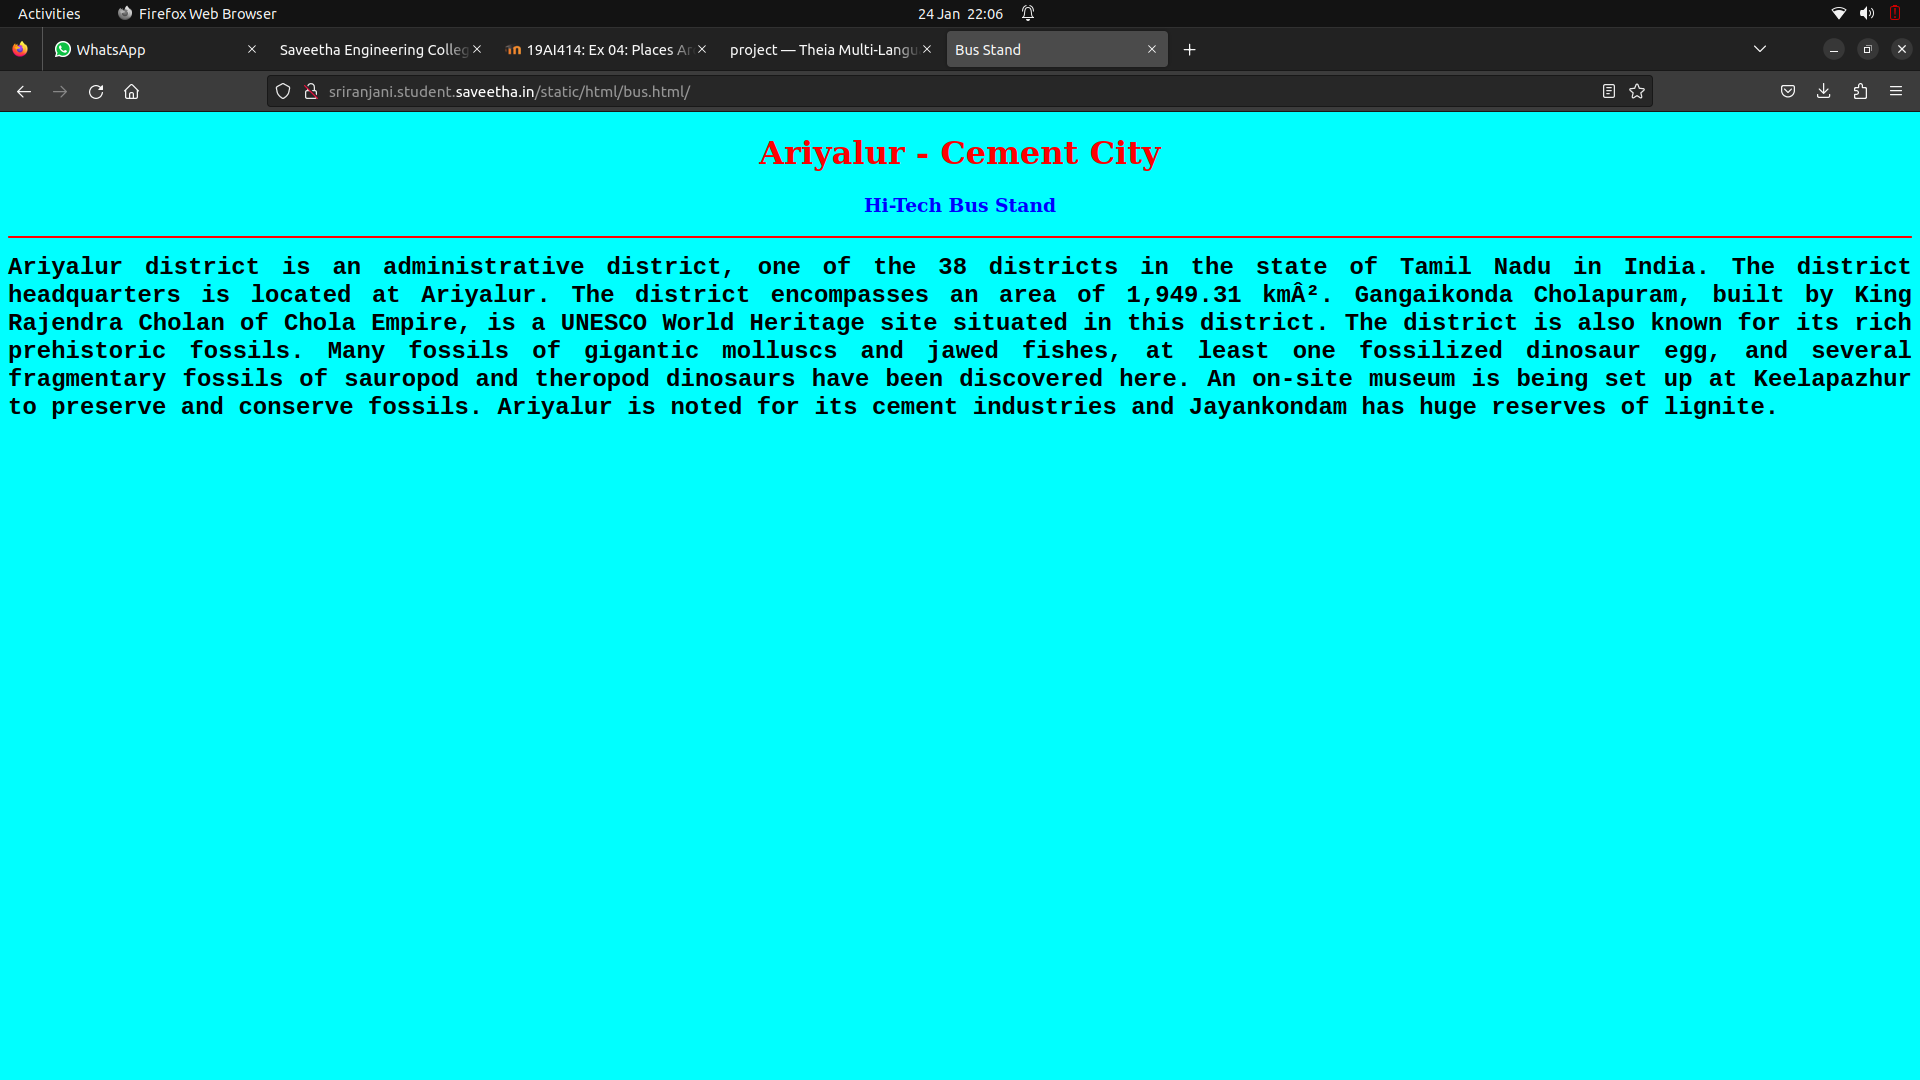 Activities Firefox Web Browser 24 Jan 22:06
WhatsApp Saveetha Engineering Colleg 19AI414: Ex 04: Places Ar project — Theia Multi-Langu Bus Stand
sriranjani.student.saveetha.in/static/html/bus.html/
Ariyalur - Cement City
Hi-Tech Bus Stand
Ariyalur district is an administrative district, one of the 38 districts in the state of Tamil Nadu in India. The district
headquarters is located at Ariyalur. The district encompasses an area of 1,949.31 kmÂ². Gangaikonda Cholapuram, built by King
Rajendra Cholan of Chola Empire, is a UNESCO World Heritage site situated in this district. The district is also known for its rich
prehistoric fossils. Many fossils of gigantic molluscs and jawed fishes, at least one fossilized dinosaur egg, and several
fragmentary fossils of sauropod and theropod dinosaurs have been discovered here. An on-site museum is being set up at Keelapazhur
to preserve and conserve fossils. Ariyalur is noted for its cement industries and Jayankondam has huge reserves of lignite.